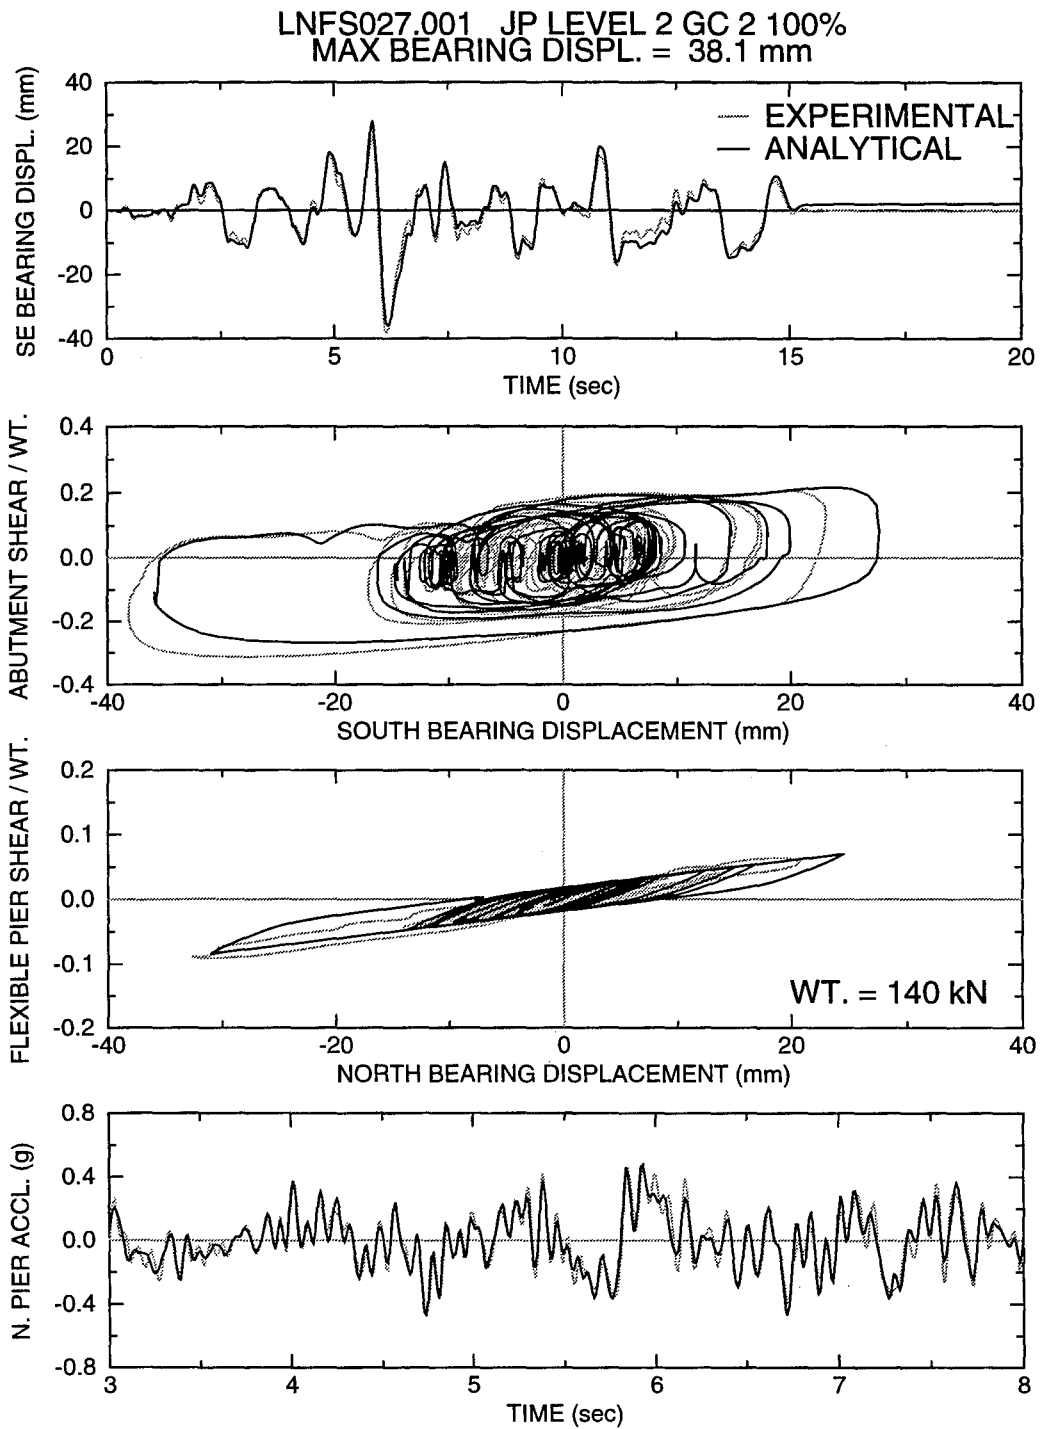 LNFS027.001 JP LEVEL 2 GC 2 100%
MAX BEARING DISPL. = 38.1 mm
SE BEARING DISPL. (mm)
40
20
0
-20
-40
EXPERIMENTAL
ANALYTICAL
0 5 10 15 20
TIME (sec)
ABUTMENT SHEAR / WT.
0.4
0.2
0.0
-0.2
-0.4
-40 -20 0 20 40
SOUTH BEARING DISPLACEMENT (mm)
FLEXIBLE PIER SHEAR / WT.
0.2
0.1
0.0
-0.1
-0.2
WT. = 140 kN
-40 -20 0 20 40
NORTH BEARING DISPLACEMENT (mm)
N. PIER ACCL. (g)
0.8
0.4
0.0
-0.4
-0.8
3 4 5 6 7 8
TIME (sec)